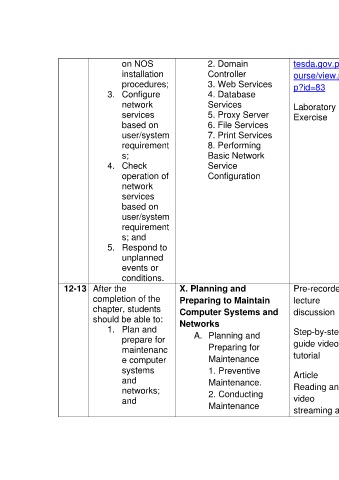 on NOS
installation
procedures;
3. Configure
network
services
based on
user/system
requirement
s;
4. Check
operation of
network
services
based on
user/system
requirement
s; and
5. Respond to
unplanned
events or
conditions.
2. Domain
Controller
3. Web Services
4. Database
Services
5. Proxy Server
6. File Services
7. Print Services
8. Performing
Basic Network
Service
Configuration
tesda.gov.p
ourse/view.
p?id=83
Laboratory
Exercise
12-13
After the
completion of the
chapter, students
should be able to:
1. Plan and
prepare for
maintenanc
e computer
systems
and
networks;
and
X. Planning and
Preparing to Maintain
Computer Systems and
Networks
A. Planning and
Preparing for
Maintenance
1. Preventive
Maintenance.
2. Conducting
Maintenance
Pre-recorde
lecture
discussion
Step-by-ste
guide video
tutorial
Article
Reading an
video
streaming a